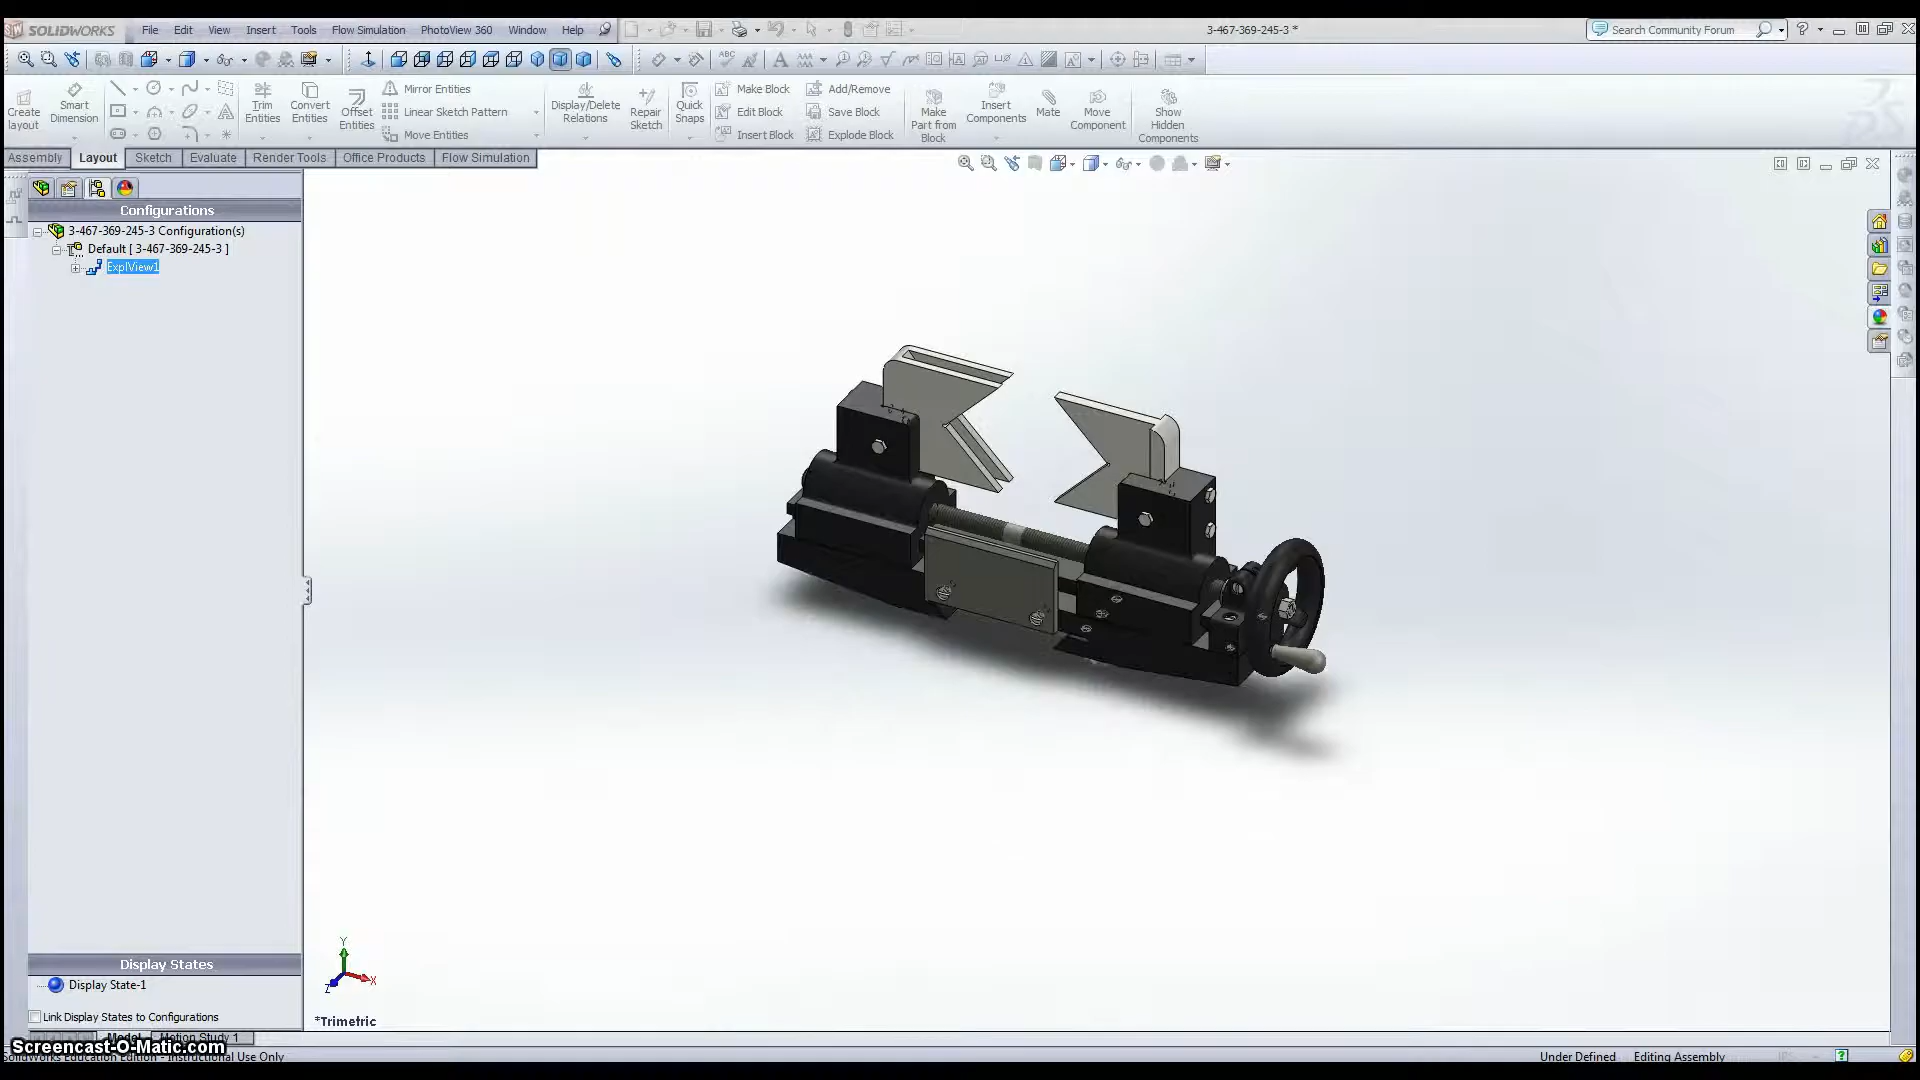 SOLIDWORKS File Edit View Insert Tools Flow Simulation PhotoView 360 Window Help 3-467-369-245-3 * Search Community Forum
Create layout
Smart Dimension
Trim Entities
Convert Entities
Offset Entities
Mirror Entities
Linear Sketch Pattern
Move Entities
Display/Delete Relations
Repair Sketch
Quick Snaps
Make Block
Edit Block
Insert Block
Add/Remove
Save Block
Explode Block
Make Part from Block
Insert Components
Mate
Move Component
Show Hidden Components
Assembly Layout Sketch Evaluate Render Tools Office Products Flow Simulation
Configurations
3-467-369-245-3 Configuration(s)
Default [ 3-467-369-245-3 ]
ExplView1
Display States
Display State-1
Link Display States to Configurations
Y
X
Z
*Trimetric
Model Motion Study 1
Screencast-O-Matic.com
SolidWorks Education Edition - Instructional Use Only
Under Defined Editing Assembly